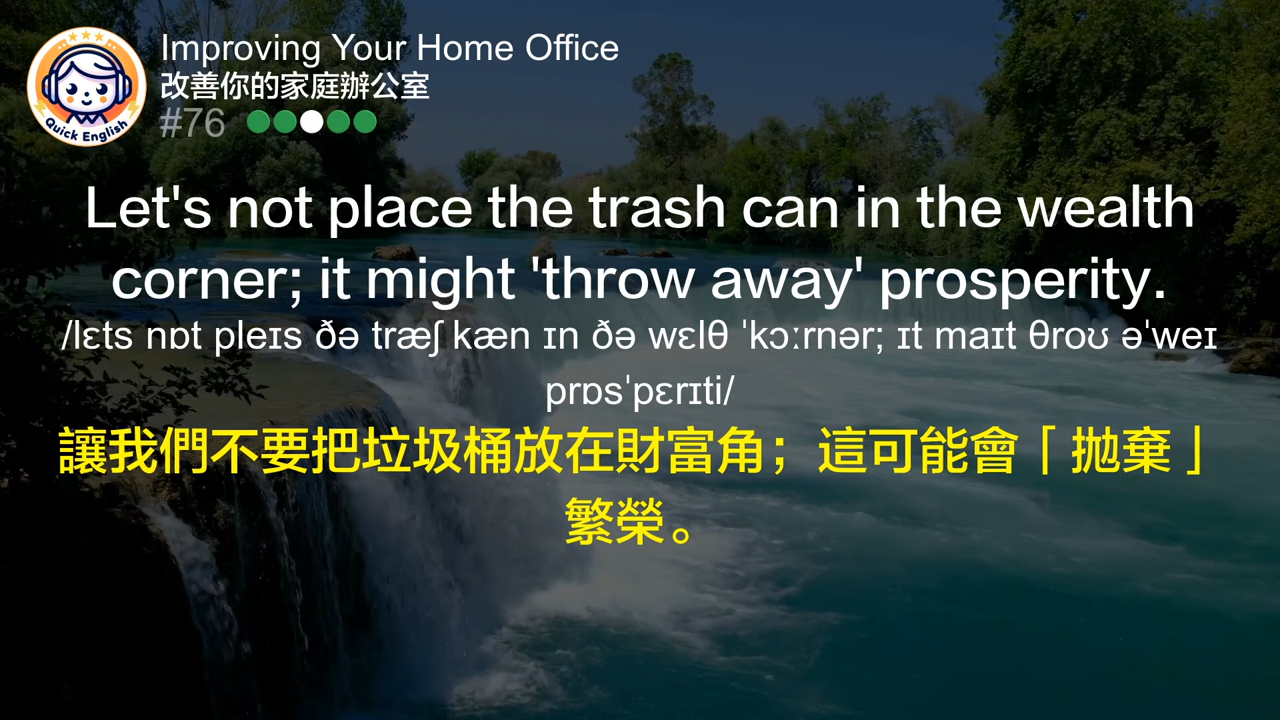 Improving Your Home Office
改善你的家庭辦公室
#76
Quick English
Let's not place the trash can in the wealth
corner; it might 'throw away' prosperity.
/lɛts nɒt pleɪs ðə træʃ kæn ɪn ðə wɛlθ ˈkɔːrnər; ɪt maɪt θroʊ əˈweɪ
prɒsˈpɛrɪti/
讓我們不要把垃圾桶放在財富角；這可能會「拋棄」
繁榮。